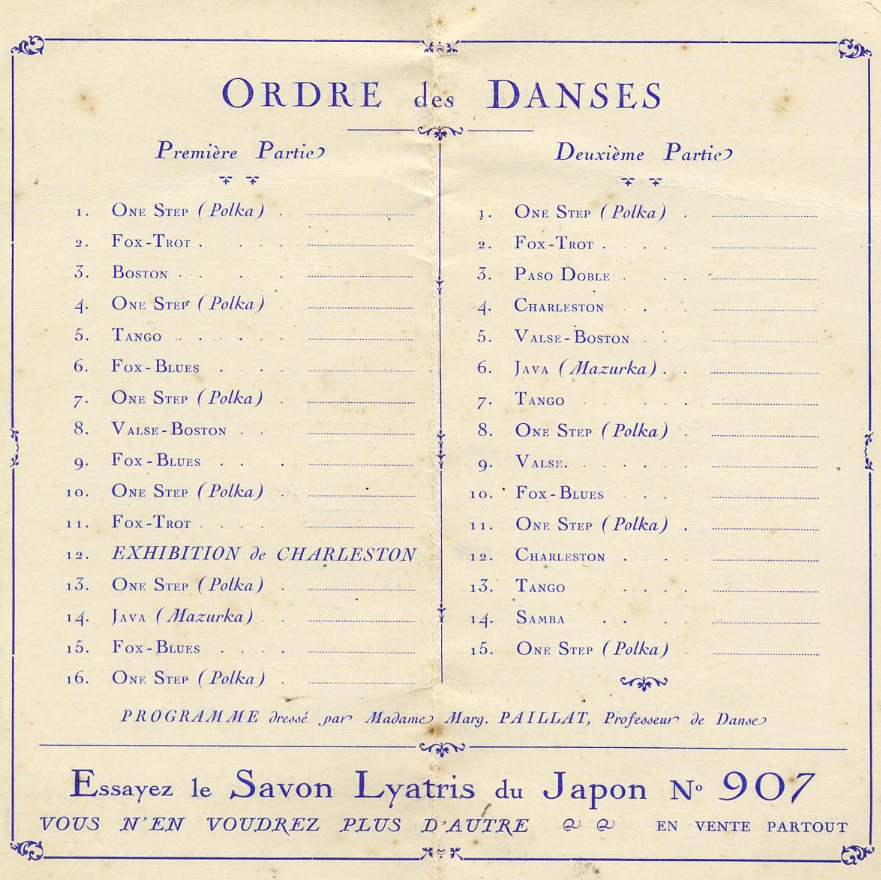 ORDRE des DANSES
Première Partie
1. ONE STEP (Polka)
2. FOX-TROT
3. BOSTON
4. ONE STEP (Polka)
5. TANGO
6. FOX-BLUES
7. ONE STEP (Polka)
8. VALSE-BOSTON
9. FOX-BLUES
10. ONE STEP (Polka)
11. FOX-TROT
12. EXHIBITION de CHARLESTON
13. ONE STEP (Polka)
14. JAVA (Mazurka)
15. FOX-BLUES
16. ONE STEP (Polka)
Deuxième Partie
1. ONE STEP (Polka)
2. FOX-TROT
3. PASO DOBLE
4. CHARLESTON
5. VALSE-BOSTON
6. JAVA (Mazurka)
7. TANGO
8. ONE STEP (Polka)
9. VALSE
10. FOX-BLUES
11. ONE STEP (Polka)
12. CHARLESTON
13. TANGO
14. SAMBA
15. ONE STEP (Polka)
PROGRAMME dressé par Madame Marg. PAILLAT, Professeur de Danse
Essayez le Savon Lyatris du Japon N° 907
VOUS N'EN VOUDREZ PLUS D'AUTRE EN VENTE PARTOUT